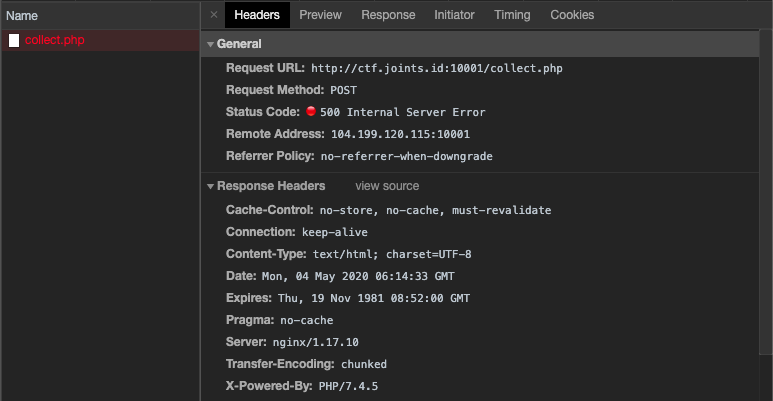 Name
collect.php
× Headers Preview Response Initiator Timing Cookies
General
Request URL: http://ctf.joints.id:10001/collect.php
Request Method: POST
Status Code: 500 Internal Server Error
Remote Address: 104.199.120.115:10001
Referrer Policy: no-referrer-when-downgrade
Response Headers view source
Cache-Control: no-store, no-cache, must-revalidate
Connection: keep-alive
Content-Type: text/html; charset=UTF-8
Date: Mon, 04 May 2020 06:14:33 GMT
Expires: Thu, 19 Nov 1981 08:52:00 GMT
Pragma: no-cache
Server: nginx/1.17.10
Transfer-Encoding: chunked
X-Powered-By: PHP/7.4.5